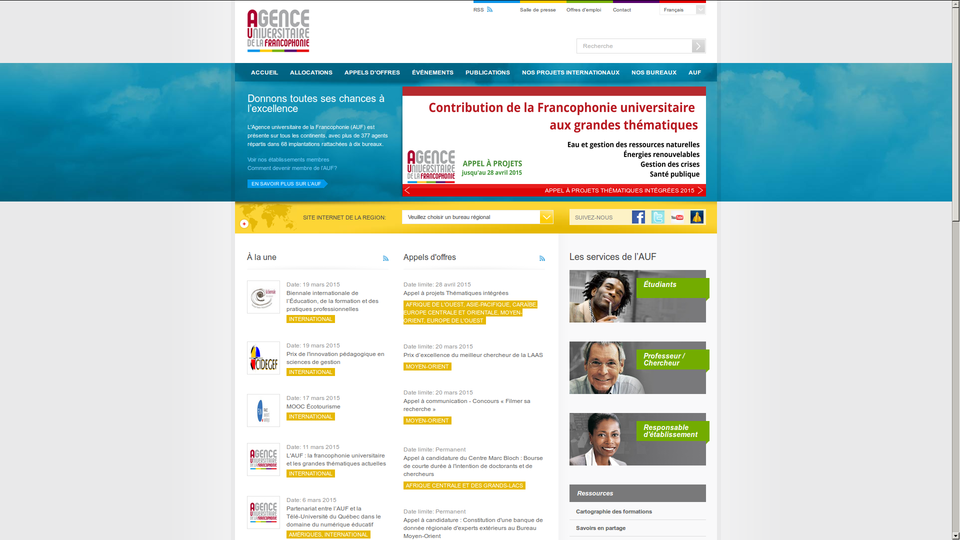 AGENCE
UNIVERSITAIRE
DE LA FRANCOPHONIE
RSS
Salle de presse
Offres d'emploi
Contact
Français
Recherche
ACCUEIL
ALLOCATIONS
APPELS D'OFFRES
ÉVÉNEMENTS
PUBLICATIONS
NOS PROJETS INTERNATIONAUX
NOS BUREAUX
AUF
Donnons toutes ses chances à
l'excellence
L'Agence universitaire de la Francophonie (AUF) est
présente sur tous les continents, avec plus de 377 agents
répartis dans 68 implantations rattachées à dix bureaux.
Voir nos établissements membres
Comment devenir membre de l'AUF?
EN SAVOIR PLUS SUR L'AUF
Contribution de la Francophonie universitaire
aux grandes thématiques
Eau et gestion des ressources naturelles
Énergies renouvelables
Gestion des crises
Santé publique
AGENCE
UNIVERSITAIRE
DE LA FRANCOPHONIE
APPEL À PROJETS
jusqu'au 28 avril 2015
APPEL À PROJETS THÉMATIQUES INTÉGRÉES 2015
SITE INTERNET DE LA REGION:
Veuillez choisir un bureau régional
SUIVEZ-NOUS
You Tube
À la une
Date: 19 mars 2015
Biennale internationale de
l'Éducation, de la formation et des
pratiques professionnelles
INTERNATIONAL
CIDEGEF
Date: 19 mars 2015
Prix de l'innovation pédagogique en
sciences de gestion
INTERNATIONAL
Date: 17 mars 2015
MOOC Écotourisme
INTERNATIONAL
AGENCE
UNIVERSITAIRE
DE LA FRANCOPHONIE
Date: 11 mars 2015
L'AUF : la francophonie universitaire
et les grandes thématiques actuelles
INTERNATIONAL
AGENCE
UNIVERSITAIRE
DE LA FRANCOPHONIE
Date: 6 mars 2015
Partenariat entre l'AUF et la
Télé-Université du Québec dans le
domaine du numérique éducatif
AMÉRIQUES, INTERNATIONAL
Appels d'offres
Date limite: 28 avril 2015
Appel à projets Thématiques intégrées
AFRIQUE DE L'OUEST, ASIE-PACIFIQUE, CARAÏBE,
EUROPE CENTRALE ET ORIENTALE, MOYEN-
ORIENT, EUROPE DE L'OUEST
Date limite: 20 mars 2015
Prix d'excellence du meilleur chercheur de la LAAS
MOYEN-ORIENT
Date limite: 20 mars 2015
Appel à communication - Concours « Filmer sa
recherche »
MOYEN-ORIENT
Date limite: Permanent
Appel à candidature du Centre Marc Bloch : Bourse
de courte durée à l'intention de doctorants et de
chercheurs
AFRIQUE CENTRALE ET DES GRANDS-LACS
Date limite: Permanent
Appel à candidature : Constitution d'une banque de
donnée régionale d'experts extérieurs au Bureau
Moyen-Orient
Les services de l'AUF
Étudiants
Professeur /
Chercheur
Responsable
d'établissement
Ressources
Cartographie des formations
Savoirs en partage